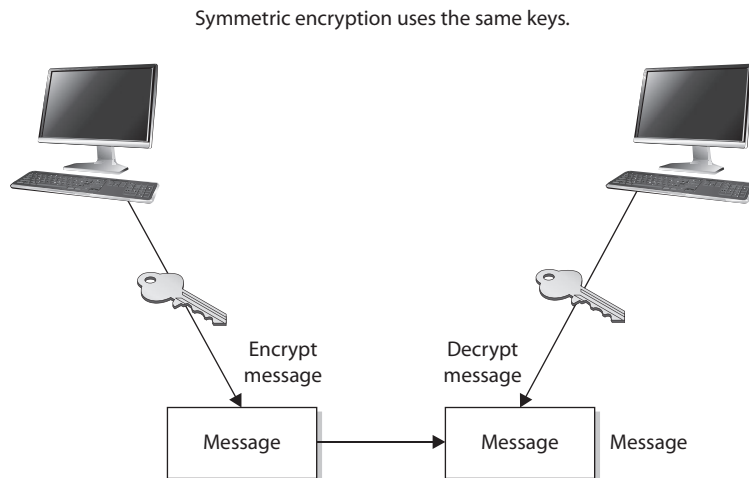 Symmetric encryption uses the same keys.
Encrypt
message
Decrypt
message
Message
Message
Message